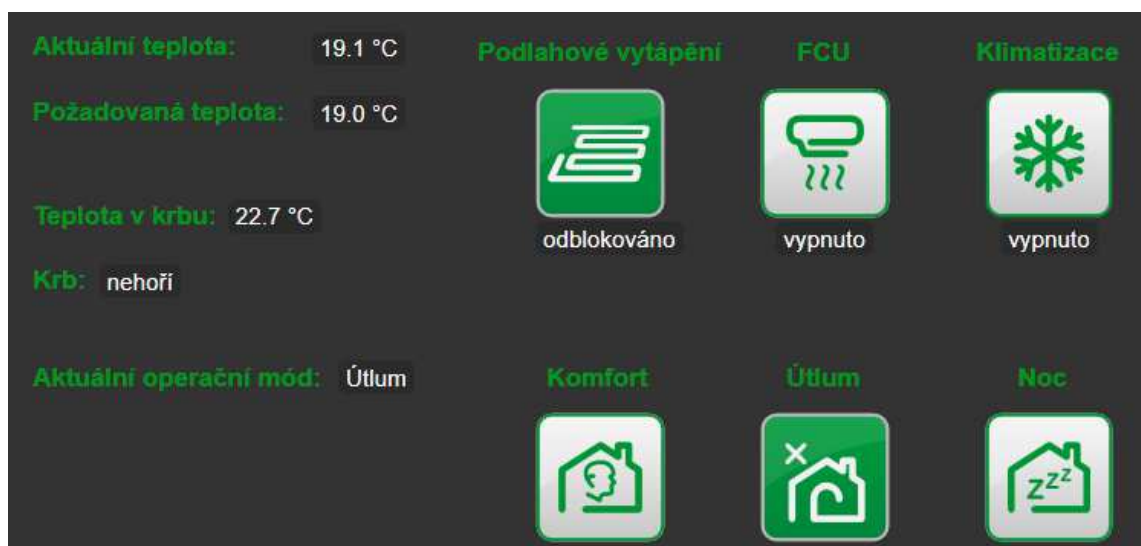 Aktuální teplota: 19.1 °C
Podlahové vytápění FCU Klimatizace
Požadovaná teplota: 19.0 °C
Teplota v krbu: 22.7 °C
odblokováno vypnuto vypnuto
Krb: nehoří
Aktuální operační mód: Útlum
Komfort Útlum Noc
zzz